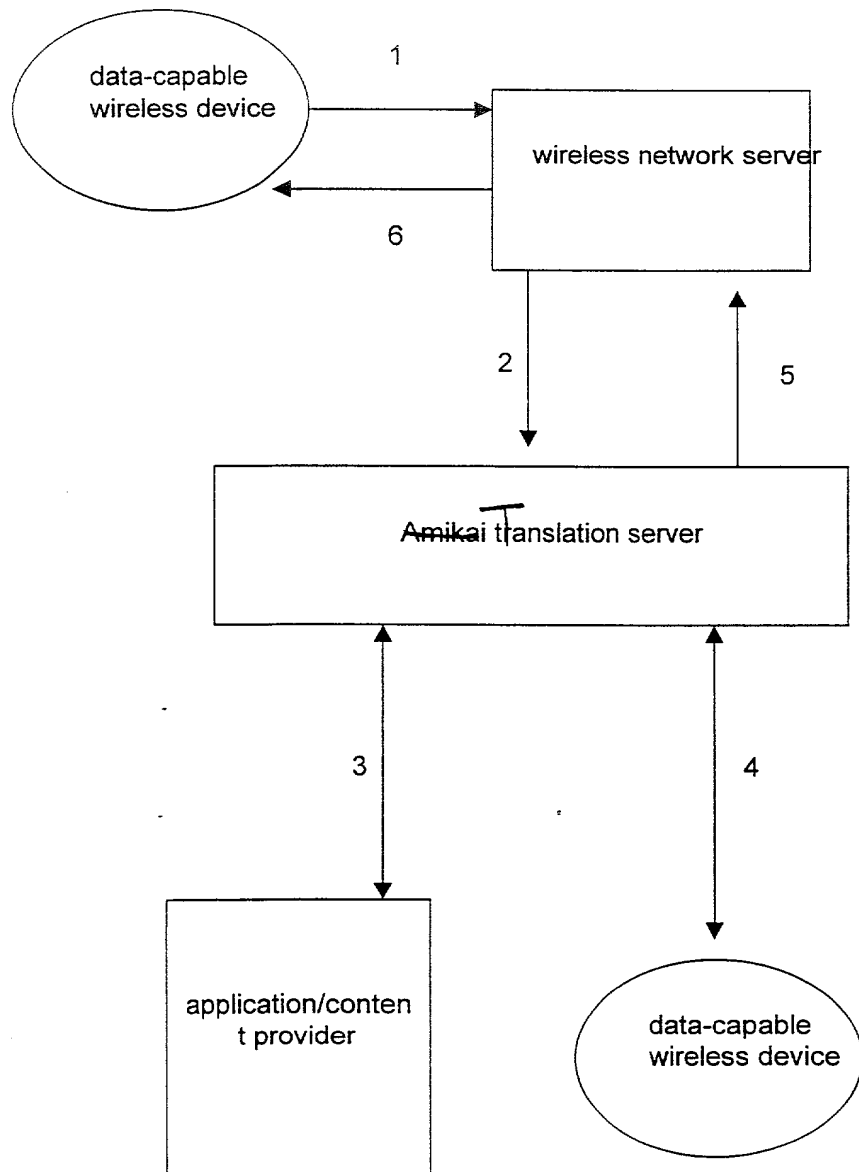 data-capable
wireless device
1
wireless network server
6
2
5
Amikai translation server
T
3
4
application/conten
t provider
data-capable
wireless device